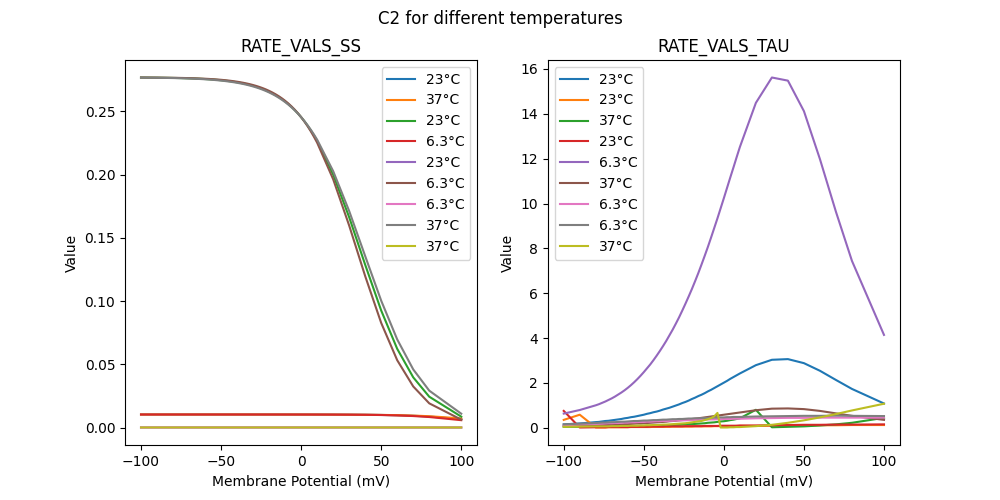 C2 for different temperatures
RATE_VALS_SS
0.25
0.20
0.15
0.10
0.05
0.00
Value
−100
−50
0
50
100
Membrane Potential (mV)
23°C
37°C
23°C
6.3°C
23°C
6.3°C
6.3°C
37°C
37°C
RATE_VALS_TAU
16
14
12
10
8
6
4
2
0
Value
−100
−50
0
50
100
Membrane Potential (mV)
23°C
23°C
37°C
23°C
6.3°C
37°C
6.3°C
6.3°C
37°C